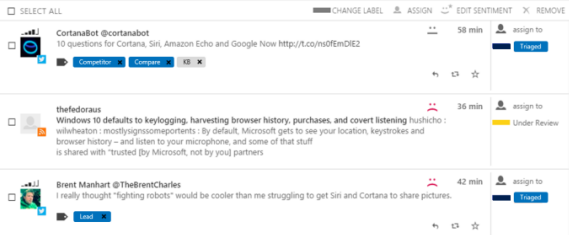 SELECT ALL
CHANGE LABEL ASSIGN EDIT SENTIMENT REMOVE
CortanaBot @cortanabot 58 min assign to
10 questions for Cortana, Siri, Amazon Echo and Google Now http://t.co/ns0fEmDlE2 Triaged
Competitor x Compare x KB x
thefedoraus 36 min assign to
Windows 10 defaults to keylogging, harvesting browser history, purchases, and covert listening hushicho : Under Review
wilwheaton : mostlysignssomeportents : By default, Microsoft gets to see your location, keystrokes and
browser history – and listen to your microphone, and some of that stuff
is shared with "trusted [by Microsoft, not by you] partners
Brent Manhart @TheBrentCharles 42 min assign to
I really thought "fighting robots" would be cooler than me struggling to get Siri and Cortana to share pictures. Triaged
Lead x